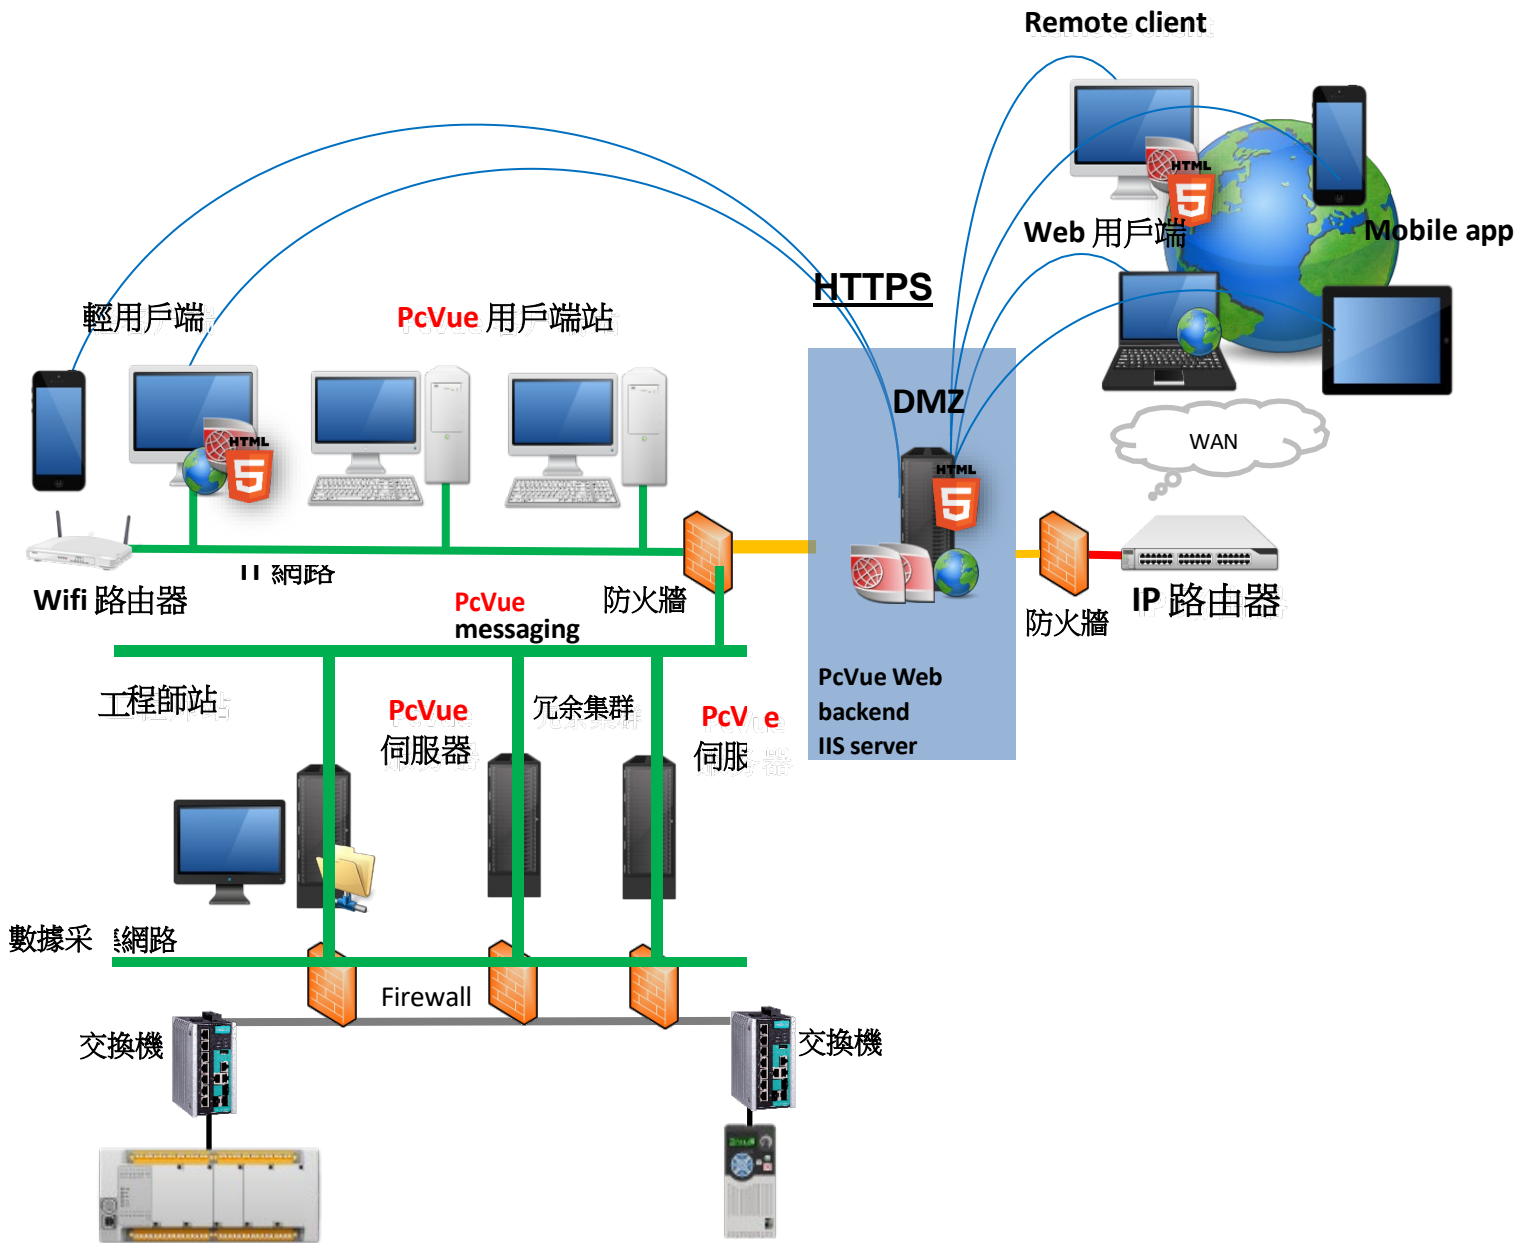 Remote client
HTML
Web 用戶端
Mobile app
HTTPS
輕用戶端
PcVue 用戶端站
DMZ
HTML
HTML
WAN
IT 網路
Wifi 路由器
PcVue
messaging
防火牆
防火牆
IP 路由器
工程師站
PcVue
伺服器
冗余集群
PcVue
伺服
PcVue Web
backend
IIS server
數據采集網路
Firewall
交換機
交換機